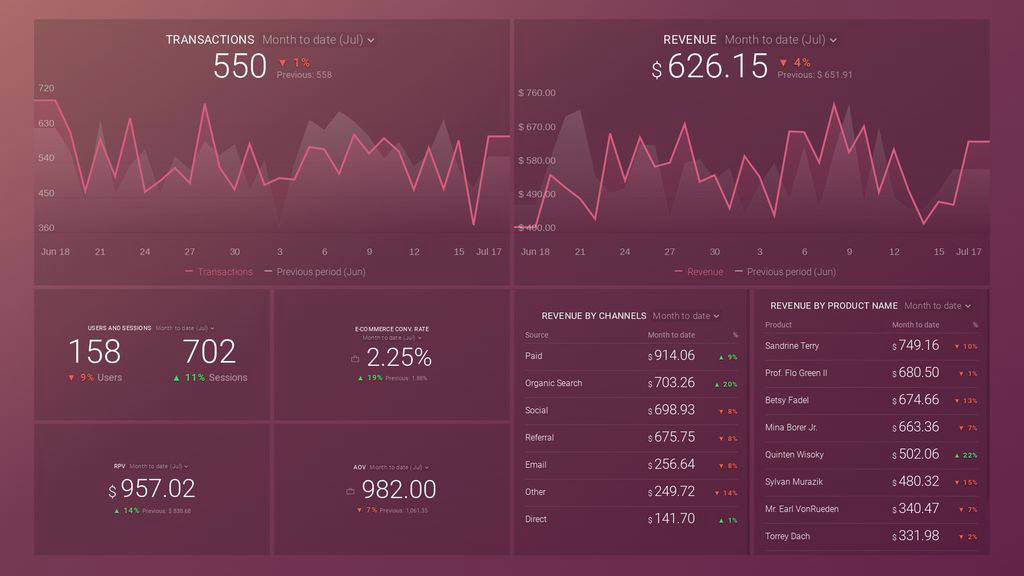 TRANSACTIONS Month to date (Jul)
550 ▼ 1%
Previous: 558
720
630
540
450
360
Jun 18 21 24 27 30 3 6 9 12 15 Jul 17
Transactions Previous period (Jun)
REVENUE Month to date (Jul)
$ 626.15 ▼ 4%
Previous: $ 651.91
$ 760.00
$ 670.00
$ 580.00
$ 490.00
$ 400.00
Jun 18 21 24 27 30 3 6 9 12 15 Jul 17
Revenue Previous period (Jun)
USERS AND SESSIONS Month to date (Jul)
158 702
▼ 9% Users ▲ 11% Sessions
E-COMMERCE CONV. RATE
Month to date (Jul)
2.25%
▲ 19% Previous: 1.88%
RPV Month to date (Jul)
$ 957.02
▲ 14% Previous: $ 838.68
AOV Month to date (Jul)
982.00
▼ 7% Previous: 1,061.55
REVENUE BY CHANNELS Month to date
Source Month to date %
Paid $ 914.06 ▲ 9%
Organic Search $ 703.26 ▲ 20%
Social $ 698.93 ▼ 8%
Referral $ 675.75 ▼ 8%
Email $ 256.64 ▼ 8%
Other $ 249.72 ▼ 14%
Direct $ 141.70 ▲ 1%
REVENUE BY PRODUCT NAME Month to date
Product Month to date %
Sandrine Terry $ 749.16 ▼ 10%
Prof. Flo Green II $ 680.50 ▼ 1%
Betsy Fadel $ 674.66 ▼ 13%
Mina Borer Jr. $ 663.36 ▼ 7%
Quinten Wisoky $ 502.06 ▲ 22%
Sylvan Murazik $ 480.32 ▼ 15%
Mr. Earl VonRueden $ 340.47 ▼ 7%
Torrey Dach $ 331.98 ▼ 2%